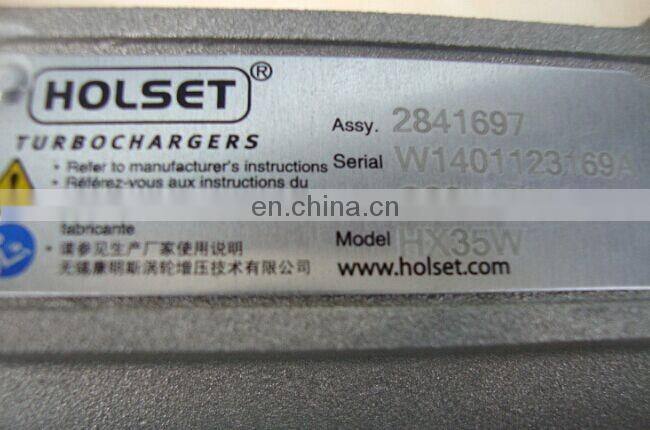 HOLSET®
TURBOCHARGERS
• Refer to manufacturer's instructions
• Référez-vous aux instructions du
fabricante
• 请参见生产厂家使用说明
无锡康明斯涡轮增压技术有限公司
Assy. 2841697
Serial W1401123169A
Model HX35W
www.holset.com
en.china.cn